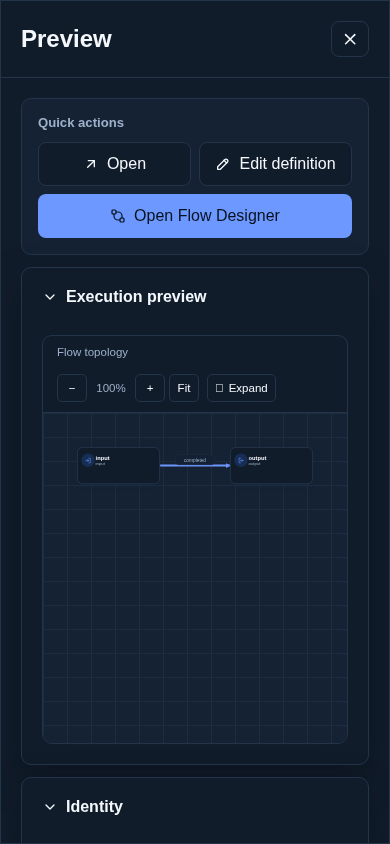 Preview
Quick actions
Open
Edit definition
Open Flow Designer
Execution preview
Flow topology
− 100% + Fit Expand
input
input
completed
output
output
Identity